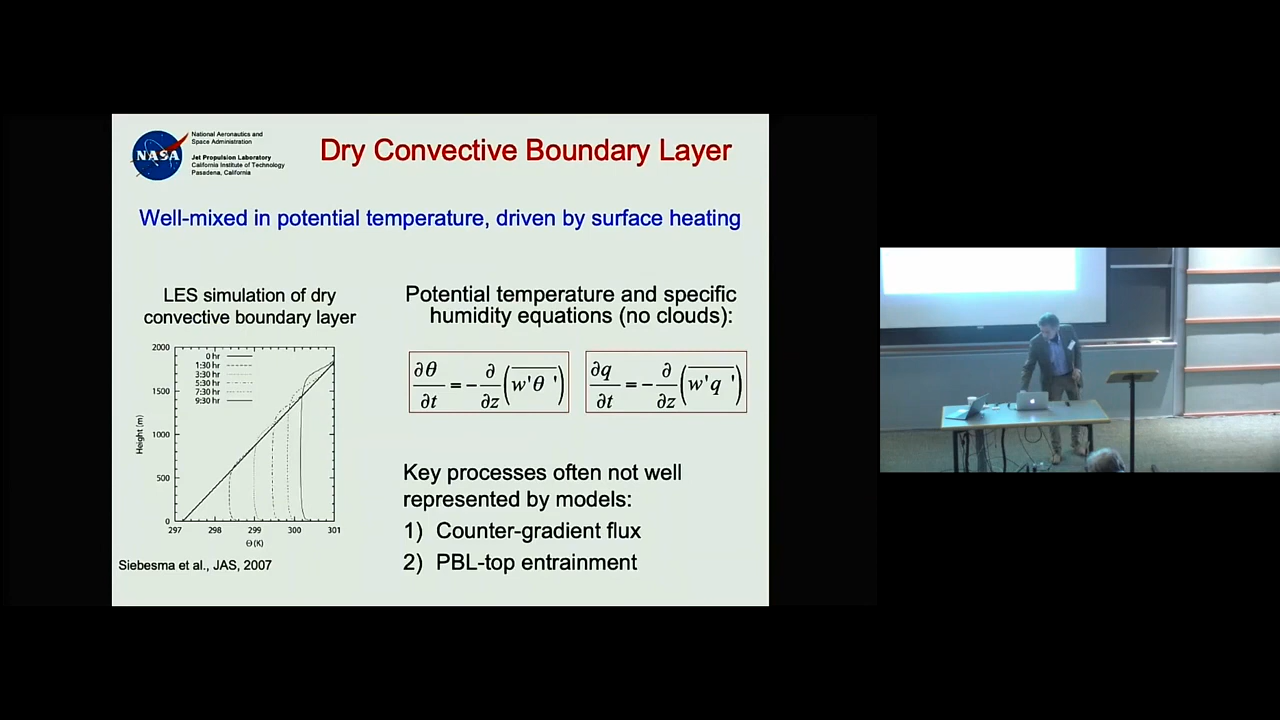 NASA
National Aeronautics and
Space Administration
Jet Propulsion Laboratory
California Institute of Technology
Pasadena, California
Dry Convective Boundary Layer
Well-mixed in potential temperature, driven by surface heating
LES simulation of dry
convective boundary layer
2000
1500
1000
500
0
Height (m)
0 hr
1:30 hr
3:30 hr
5:30 hr
7:30 hr
9:30 hr
297 298 299 300 301
Θ (K)
Siebesma et al., JAS, 2007
Potential temperature and specific
humidity equations (no clouds):
∂θ/∂t = -∂/∂z (w'θ ')
∂q/∂t = -∂/∂z (w'q ')
Key processes often not well
represented by models:
1) Counter-gradient flux
2) PBL-top entrainment